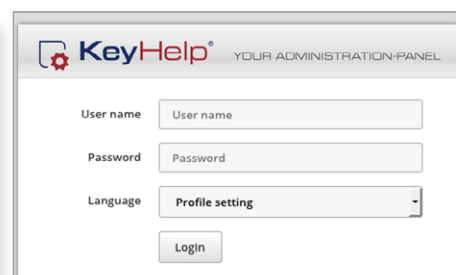 KeyHelp® YOUR ADMINISTRATION-PANEL
User name User name
Password Password
Language Profile setting
Login